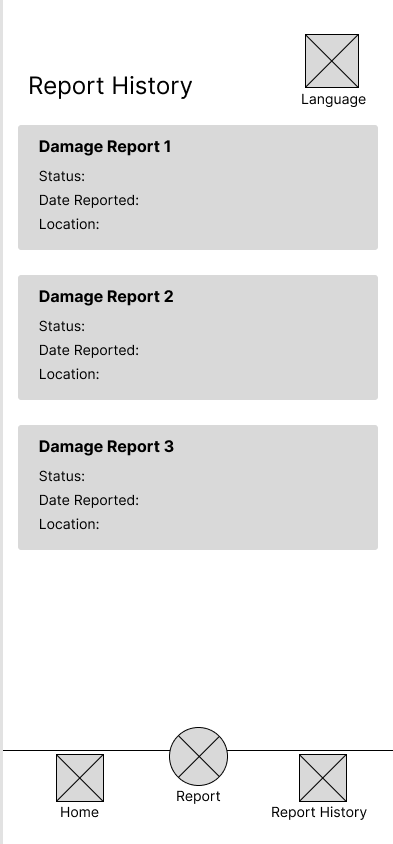 Report History
Language
Damage Report 1
Status:
Date Reported:
Location:
Damage Report 2
Status:
Date Reported:
Location:
Damage Report 3
Status:
Date Reported:
Location:
Home
Report
Report History